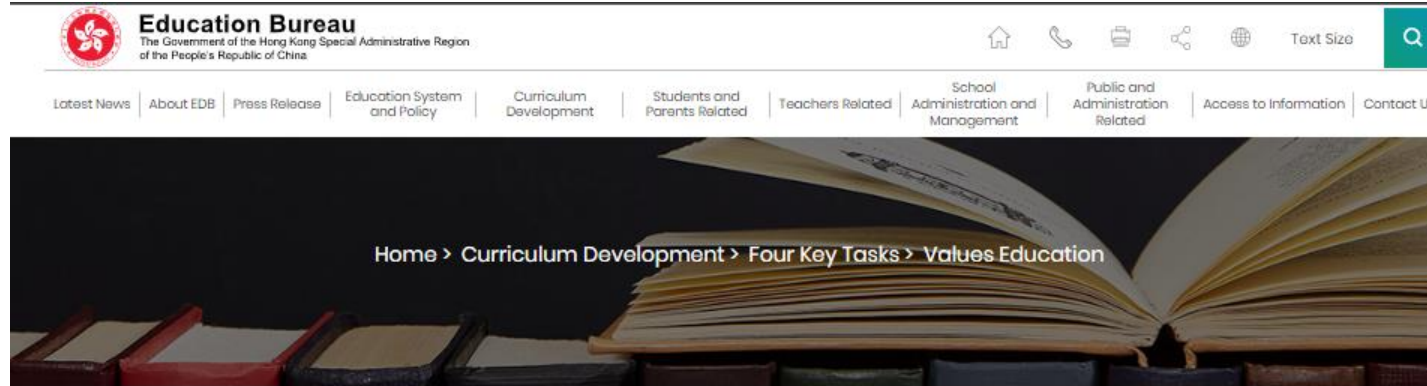 Education Bureau
The Government of the Hong Kong Special Administrative Region
of the People's Republic of China
Text Size
Latest News
About EDB
Press Release
Education System
and Policy
Curriculum
Development
Students and
Parents Related
Teachers Related
School
Administration and
Management
Public and
Administration
Related
Access to Information
Contact U
Home > Curriculum Development > Four Key Tasks > Values Education